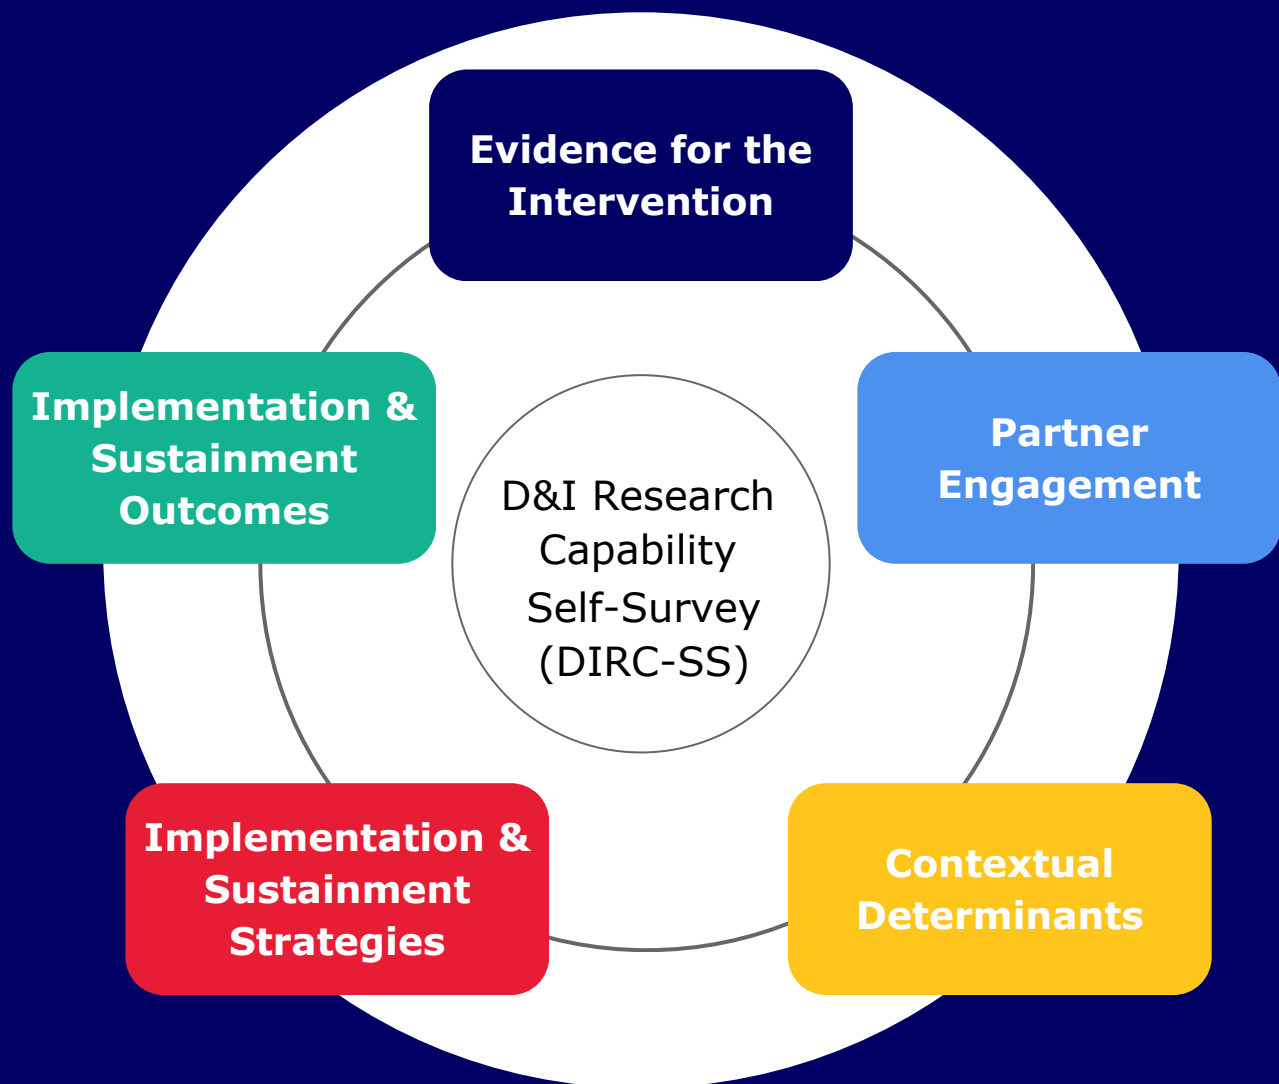 Evidence for the
Intervention
Implementation &
Sustainment
Outcomes
Partner
Engagement
D&I Research
Capability
Self-Survey
(DIRC-SS)
Implementation &
Sustainment
Strategies
Contextual
Determinants